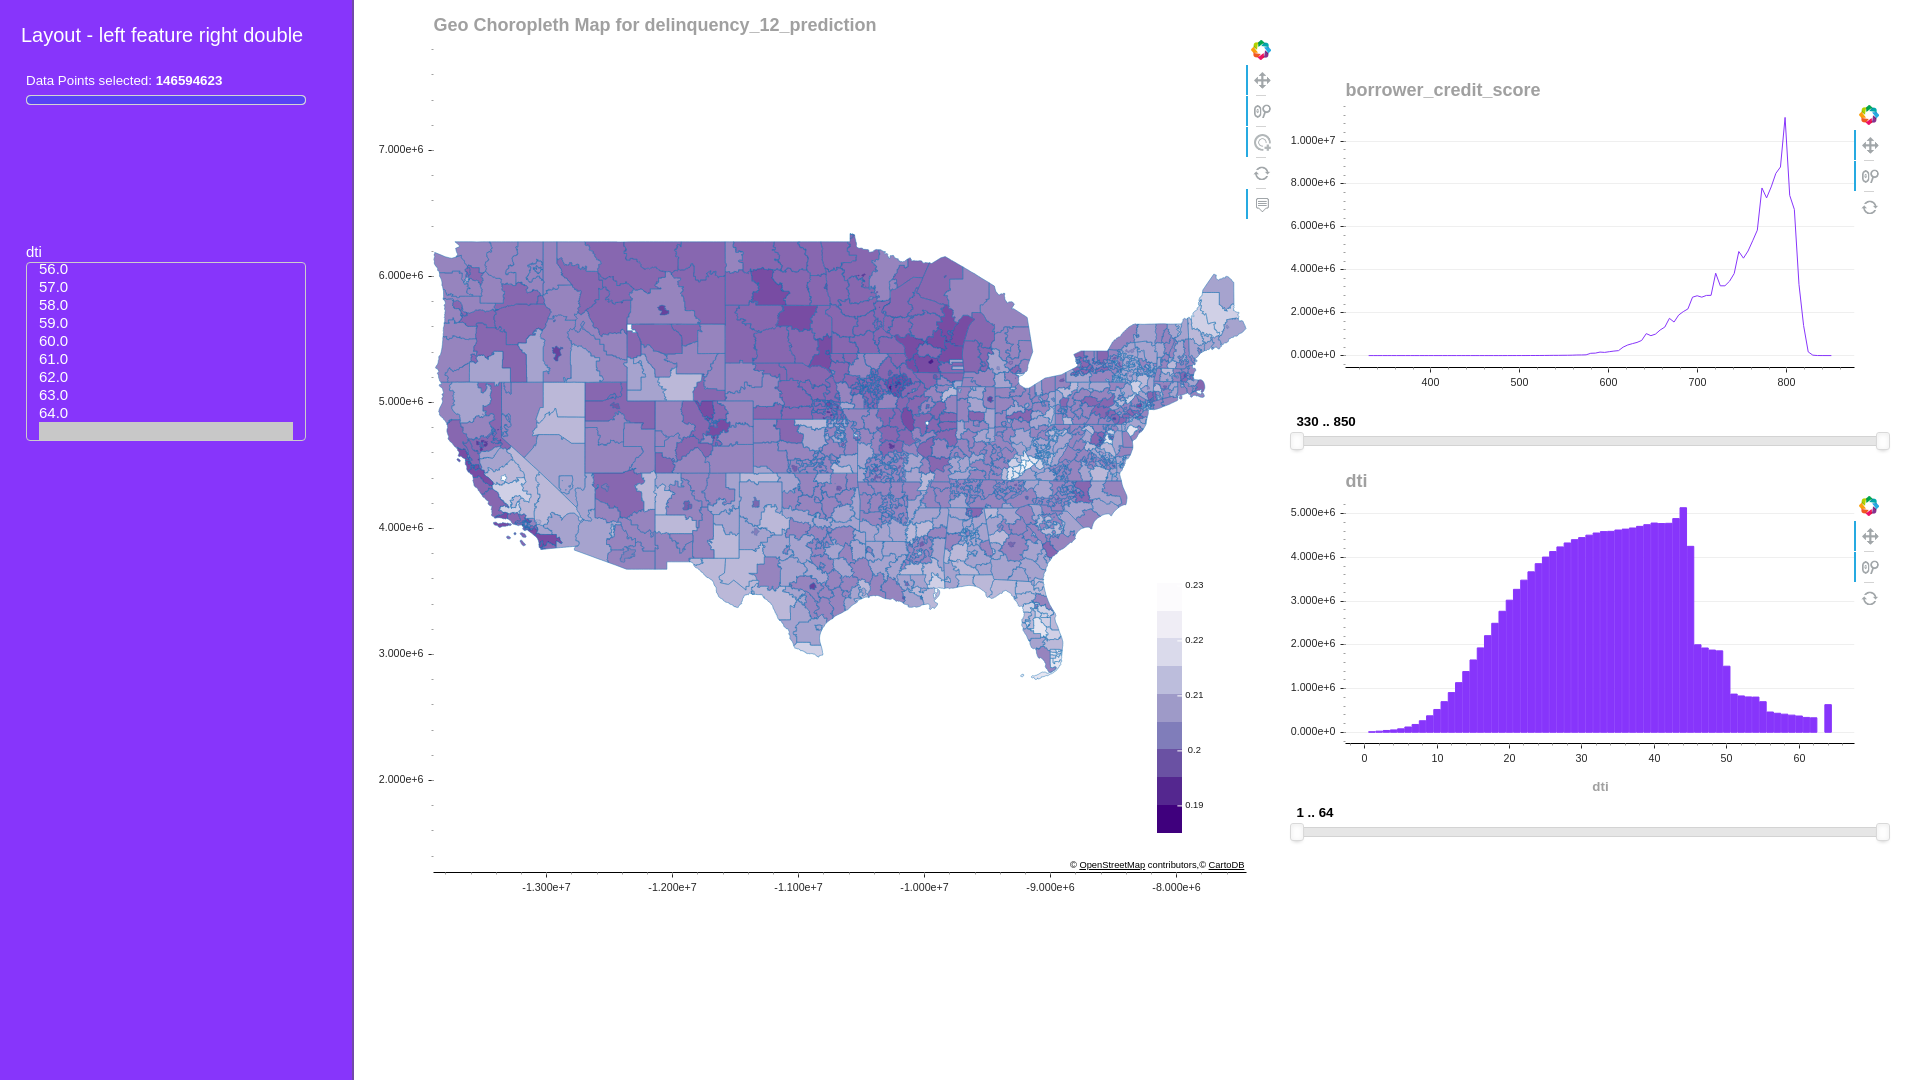 Layout - left feature right double
Data Points selected: 146594623
dti
56.0
57.0
58.0
59.0
60.0
61.0
62.0
63.0
64.0
Geo Choropleth Map for delinquency_12_prediction
7.000e+6
6.000e+6
5.000e+6
4.000e+6
3.000e+6
2.000e+6
-1.300e+7 -1.200e+7 -1.100e+7 -1.000e+7 -9.000e+6 -8.000e+6
0.23
0.22
0.21
0.2
0.19
© OpenStreetMap contributors,© CartoDB
borrower_credit_score
1.000e+7
8.000e+6
6.000e+6
4.000e+6
2.000e+6
0.000e+0
400 500 600 700 800
330 .. 850
dti
5.000e+6
4.000e+6
3.000e+6
2.000e+6
1.000e+6
0.000e+0
0 10 20 30 40 50 60
dti
1 .. 64